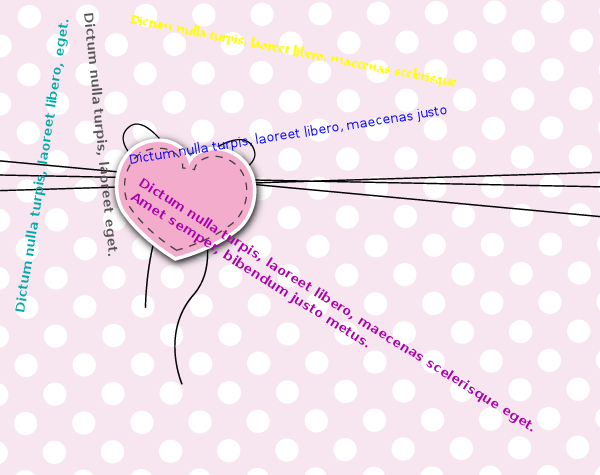 Dictum nulla turpis, laoreet libero, maecenas scelerisque
Dictum nulla turpis, laoreet eget.
Dictum nulla turpis, laoreet libero, eget.
Dictum nulla turpis, laoreet libero, maecenas justo
Dictum nulla turpis, laoreet libero, maecenas scelerisque eget.
Amet semper, bibendum justo metus.